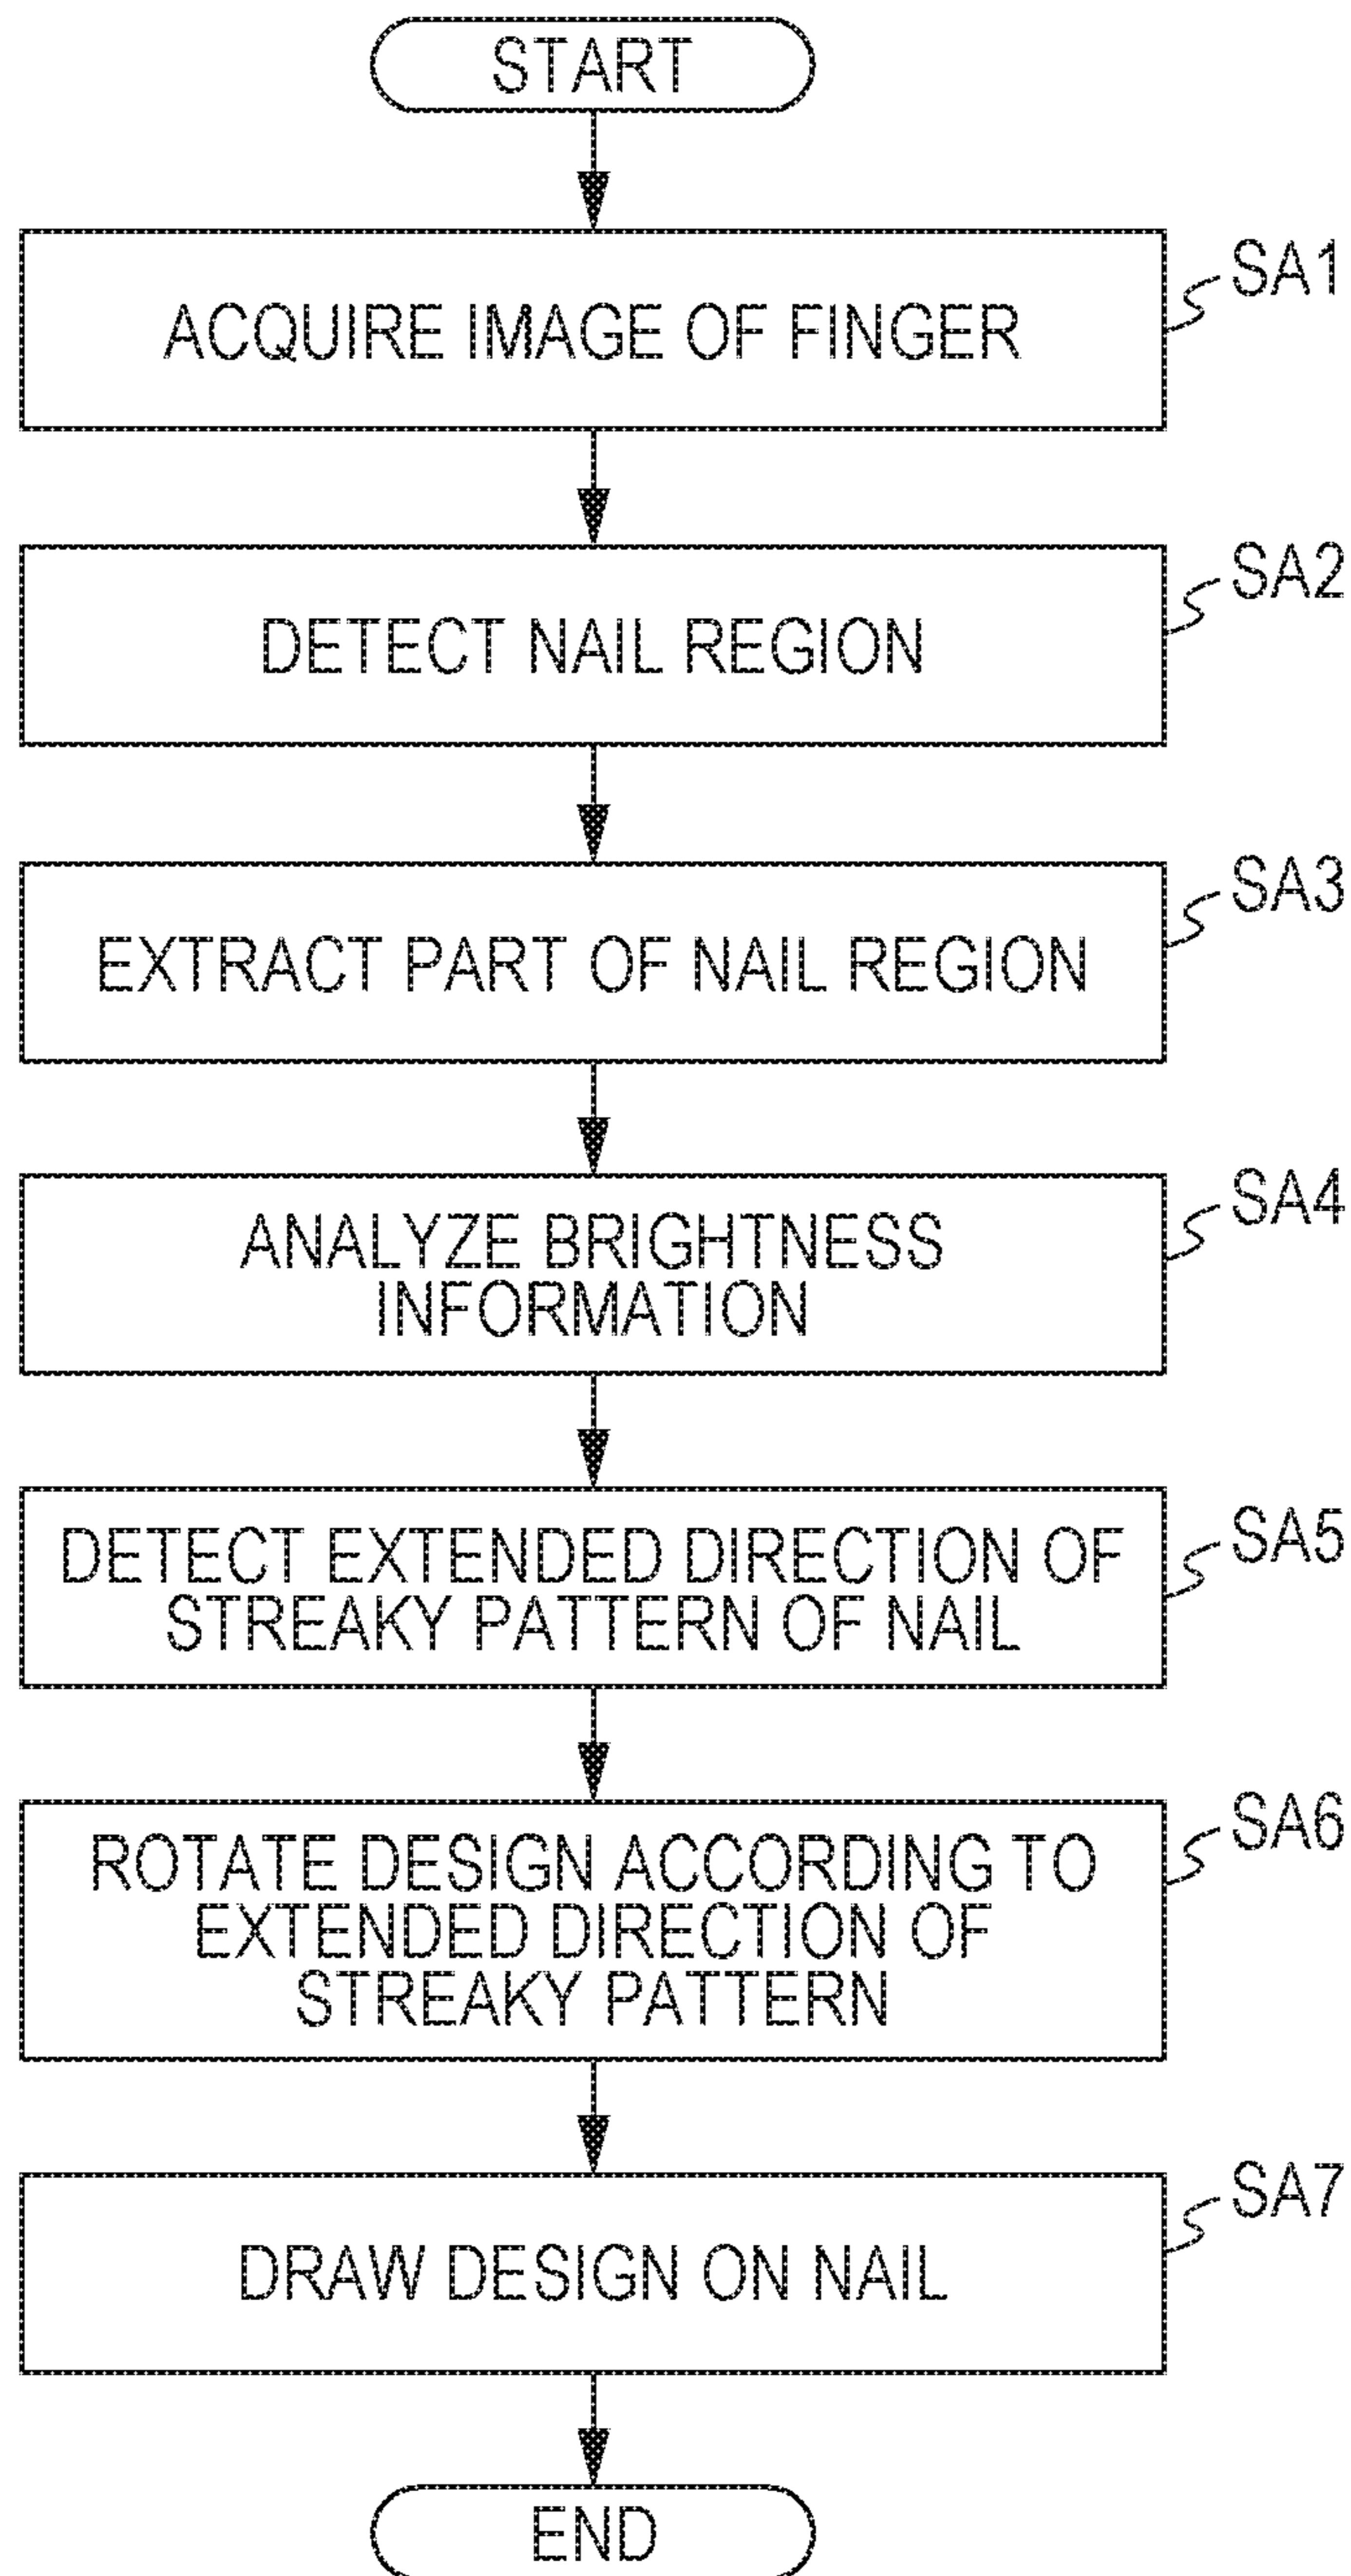 START
ACQUIRE IMAGE OF FINGER
SA1
DETECT NAIL REGION
SA2
EXTRACT PART OF NAIL REGION
SA3
ANALYZE BRIGHTNESS
INFORMATION
SA4
DETECT EXTENDED DIRECTION OF
STREAKY PATTERN OF NAIL
SA5
ROTATE DESIGN ACCORDING TO
EXTENDED DIRECTION OF
STREAKY PATTERN
SA6
DRAW DESIGN ON NAIL
SA7
END